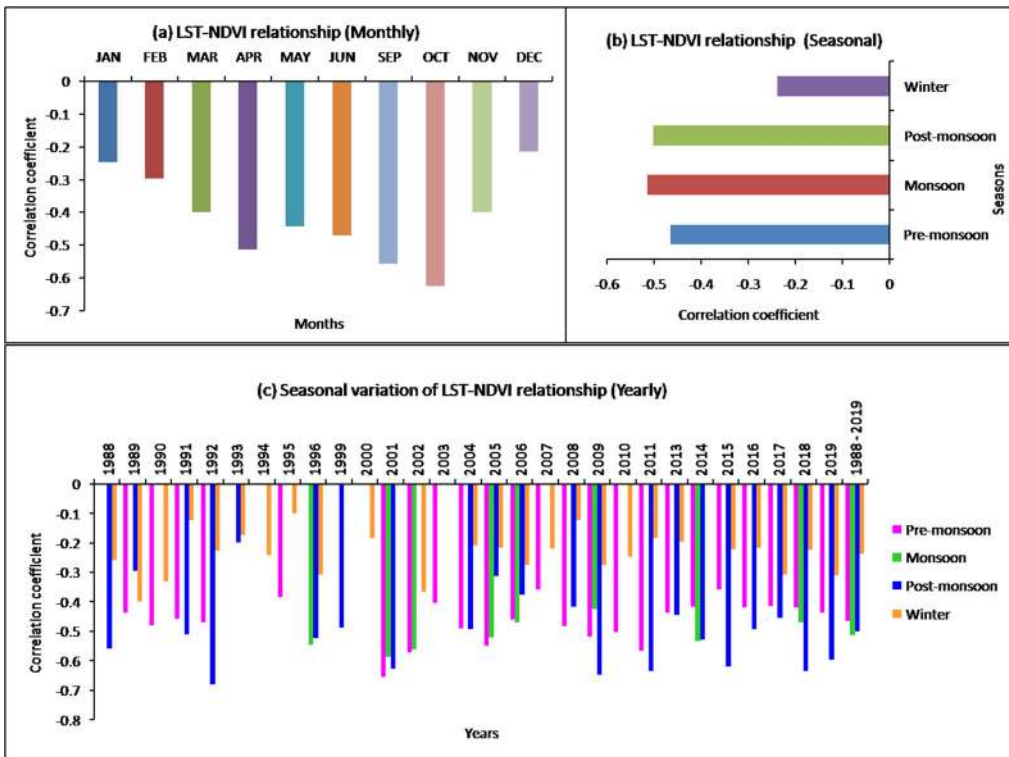 (a) LST-NDVI relationship (Monthly)
JAN FEB MAR APR MAY JUN SEP OCT NOV DEC
0
-0.1
-0.2
-0.3
-0.4
-0.5
-0.6
-0.7
Correlation coefficient
Months
(b) LST-NDVI relationship (Seasonal)
Winter
Post-monsoon
Monsoon
Pre-monsoon
Seasons
-0.6 -0.5 -0.4 -0.3 -0.2 -0.1 0
Correlation coefficient
(c) Seasonal variation of LST-NDVI relationship (Yearly)
1988 1989 1990 1991 1992 1993 1994 1995 1996 1999 2000 2001 2002 2003 2004 2005 2006 2007 2008 2009 2010 2011 2013 2014 2015 2016 2017 2018 2019 1988-2019
0
-0.1
-0.2
-0.3
-0.4
-0.5
-0.6
-0.7
-0.8
Correlation coefficient
Years
Pre-monsoon
Monsoon
Post-monsoon
Winter